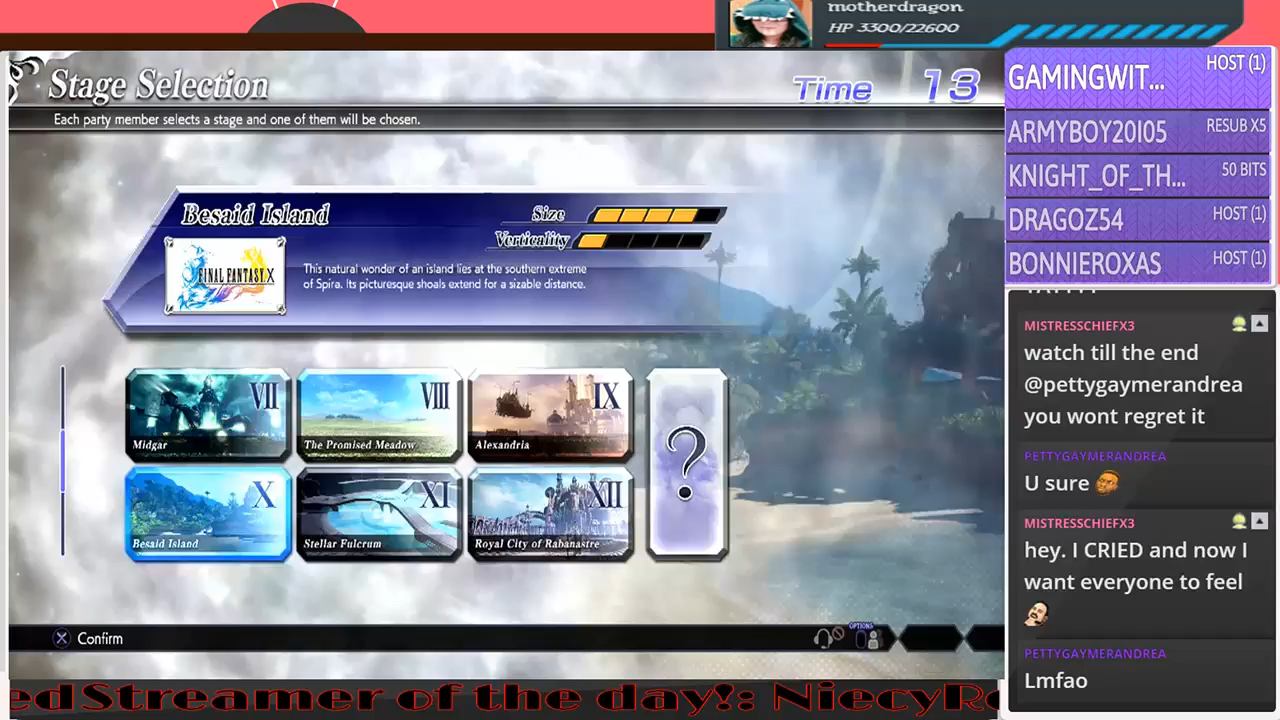 motherdragon
HP 3300/22600
Stage Selection
Time 13
Each party member selects a stage and one of them will be chosen.
Besaid Island
Size
Verticality
FINAL FANTASY X
This natural wonder of an island lies at the southern extreme
of Spira. Its picturesque shoals extend for a sizable distance.
VII
Midgar
VIII
The Promised Meadow
IX
Alexandria
?
X
Besaid Island
XI
Stellar Fulcrum
XII
Royal City of Rabanastre
Confirm
OPTIONS
GAMINGWIT... HOST (1)
ARMYBOY20105 RESUB X5
KNIGHT_OF_TH... 50 BITS
DRAGOZ54 HOST (1)
BONNIEROXAS HOST (1)
MISTRESSCHIEFX3
watch till the end
@pettygaymerandrea
you wont regret it
PETTYGAYMERANDREA
U sure
MISTRESSCHIEFX3
hey. I CRIED and now I
want everyone to feel
PETTYGAYMERANDREA
Lmfao
ed Streamer of the day!: NiecyRe